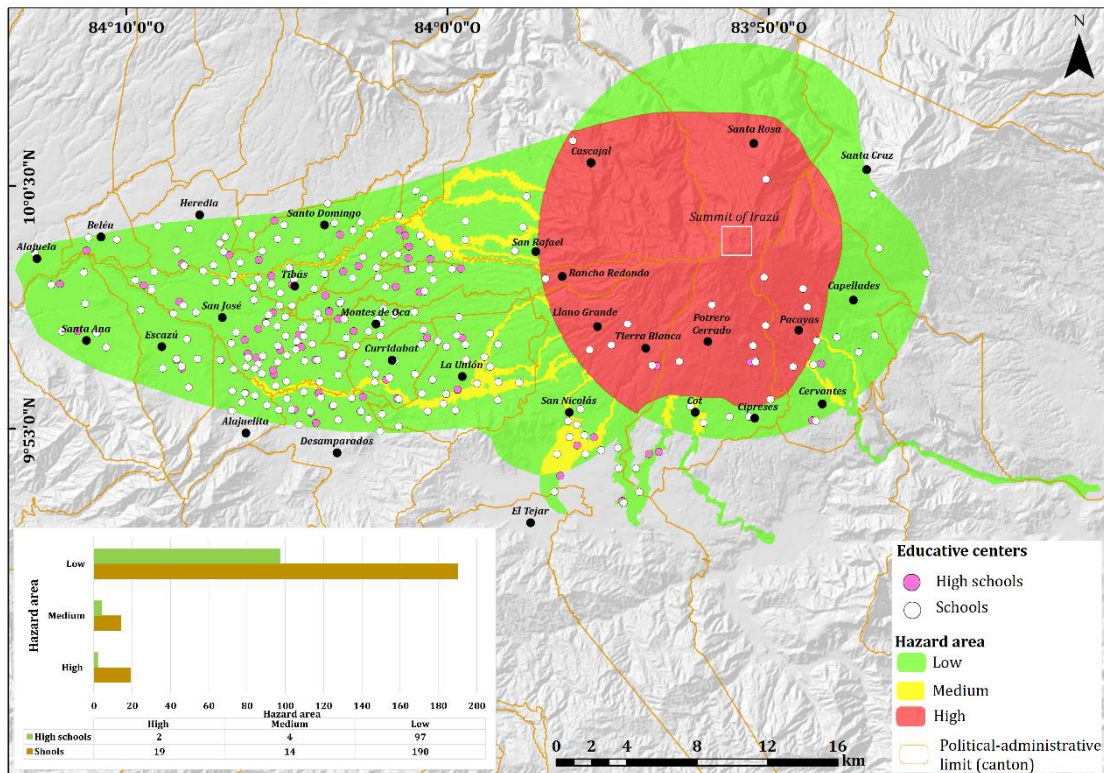 84°10'0"O
84°0'0"O
83°50'0"O
N
10°0'30"N
9°53'0"N
Santa Rosa
Cascajal
Santa Cruz
Heredia
Santo Domingo
Belén
Summit of Irazú
Alajuela
San Rafael
Rancho Redondo
Tibás
Capellades
San José
Montes de Oca
Llano Grande
Potrero
Cerrado
Pacayas
Santa Ana
Escazú
Tierra Blanca
Curridabat
La Unión
San Nicolás
Cot
Cipreses
Cervantes
Alajuelita
Desamparados
El Tejar
Hazard area
Low
Medium
High
0 20 40 60 80 100 120 140 160 180 200
Hazard area
High Medium Low
High schools 2 4 97
Shools 19 14 190
Educative centers
High schools
Schools
Hazard area
Low
Medium
High
Political-administrative
limit (canton)
0 2 4 8 12 16
km